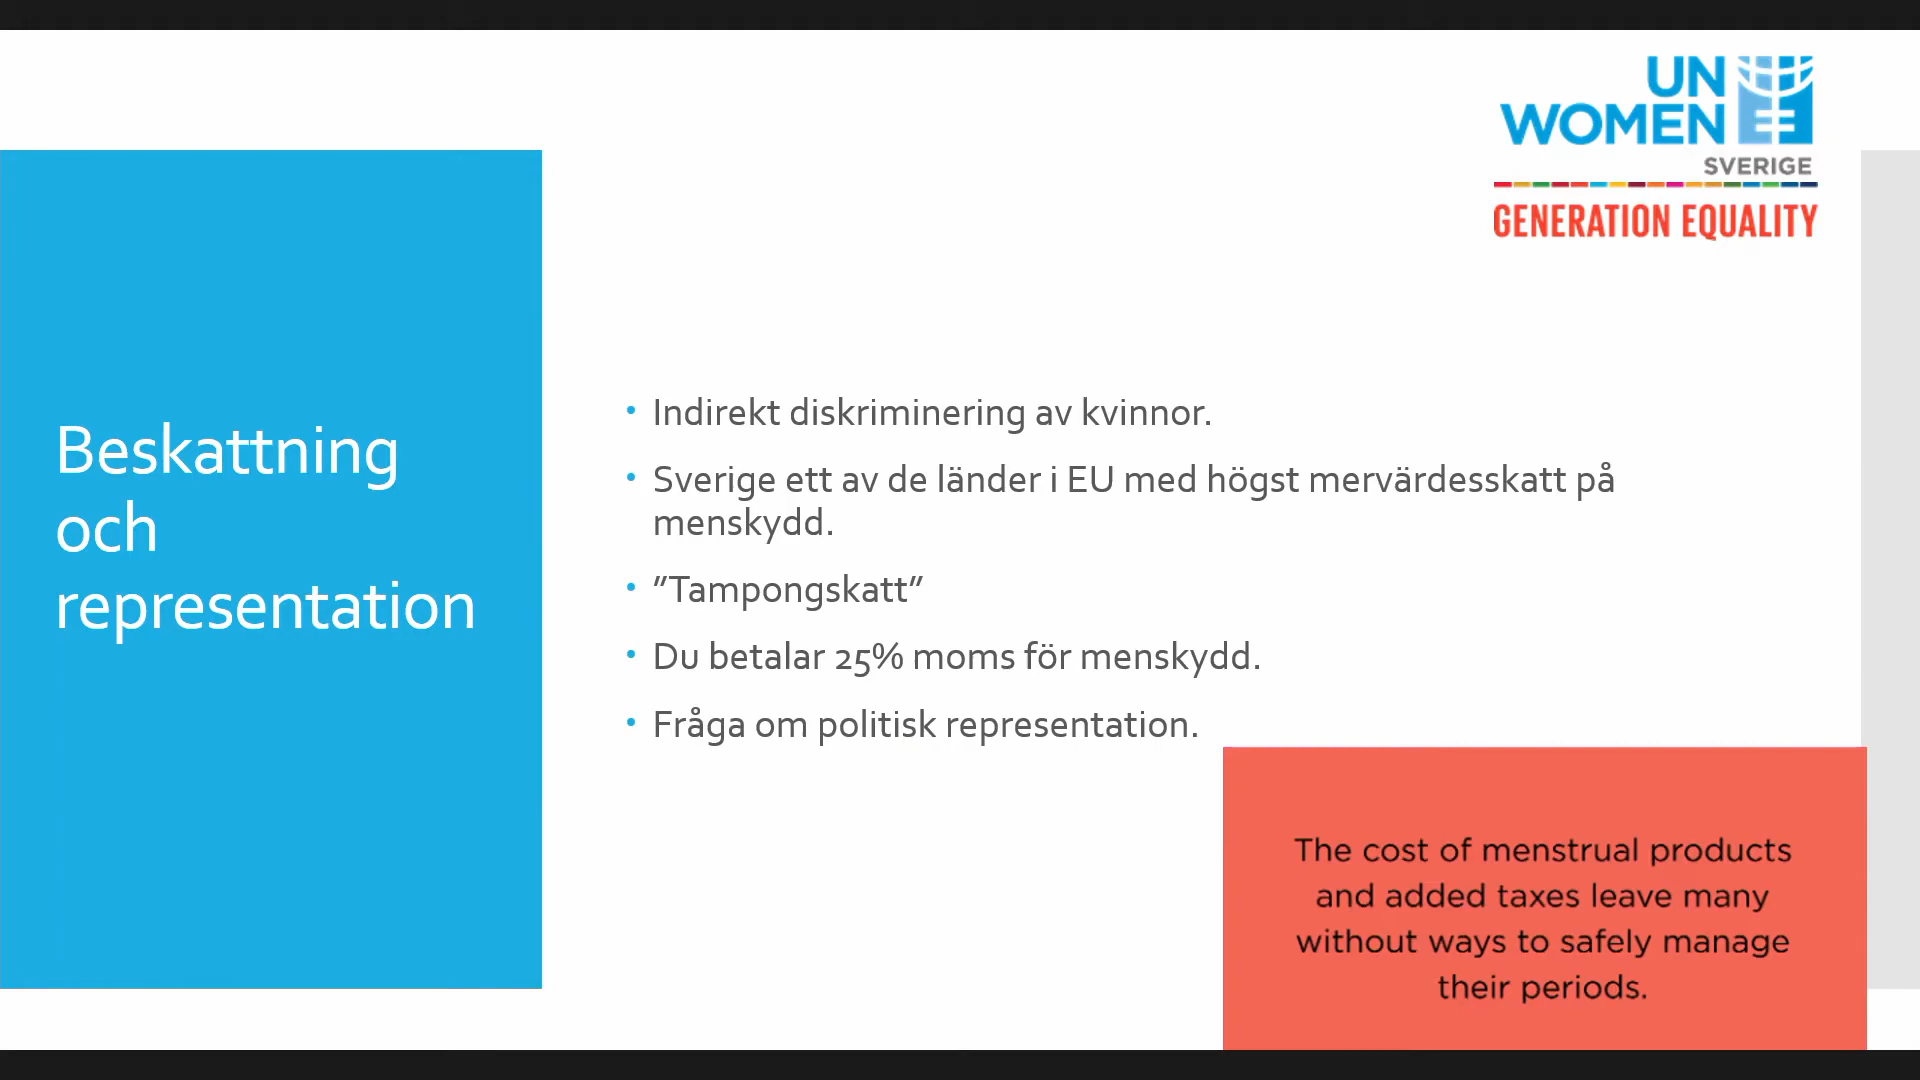 UN
WOMEN
SVERIGE
GENERATION EQUALITY
Beskattning
och
representation
• Indirekt diskriminering av kvinnor.
• Sverige ett av de länder i EU med högst mervärdesskatt på
menskydd.
• ”Tampongskatt”
• Du betalar 25% moms för menskydd.
• Fråga om politisk representation.
The cost of menstrual products
and added taxes leave many
without ways to safely manage
their periods.